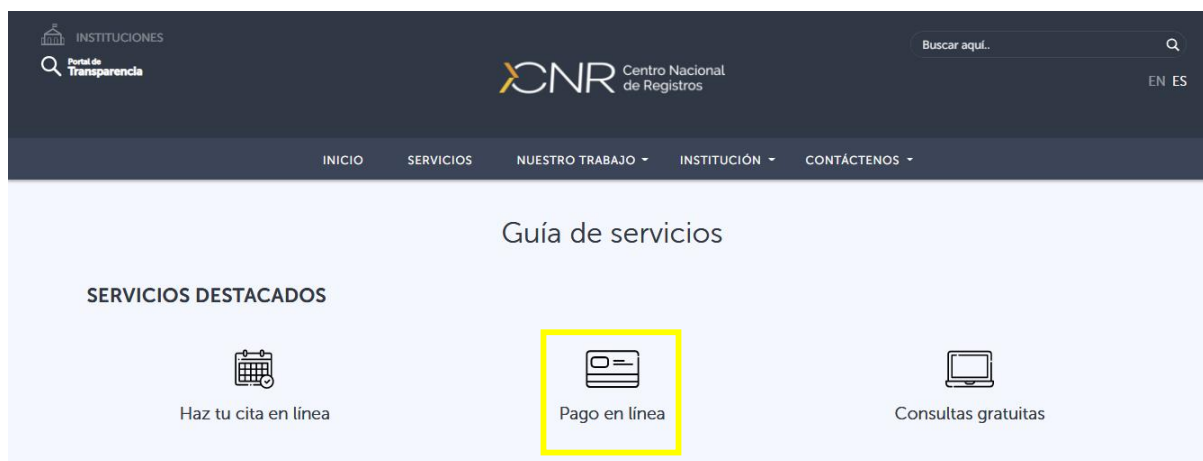 INSTITUCIONES
Portal de
Transparencia
CNR Centro Nacional
de Registros
Buscar aquí..
EN ES
INICIO SERVICIOS NUESTRO TRABAJO INSTITUCIÓN CONTÁCTENOS
Guía de servicios
SERVICIOS DESTACADOS
Haz tu cita en línea Pago en línea Consultas gratuitas